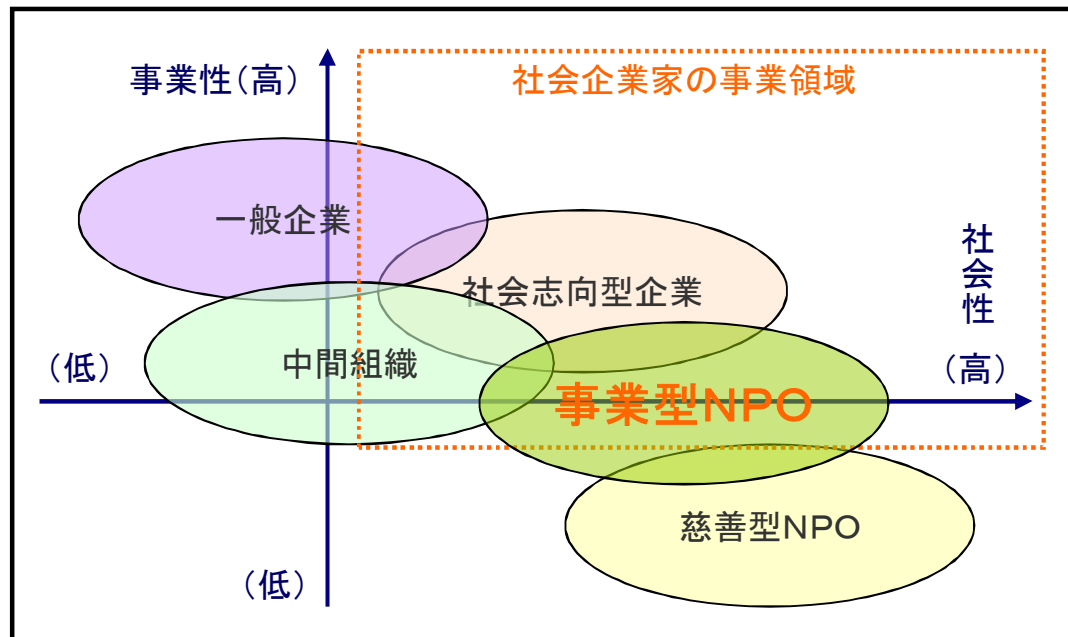 事業性(高)
社会企業家の事業領域
一般企業
社会性
社会志向型企業
中間組織
(低)
(高)
事業型NPO
慈善型NPO
(低)